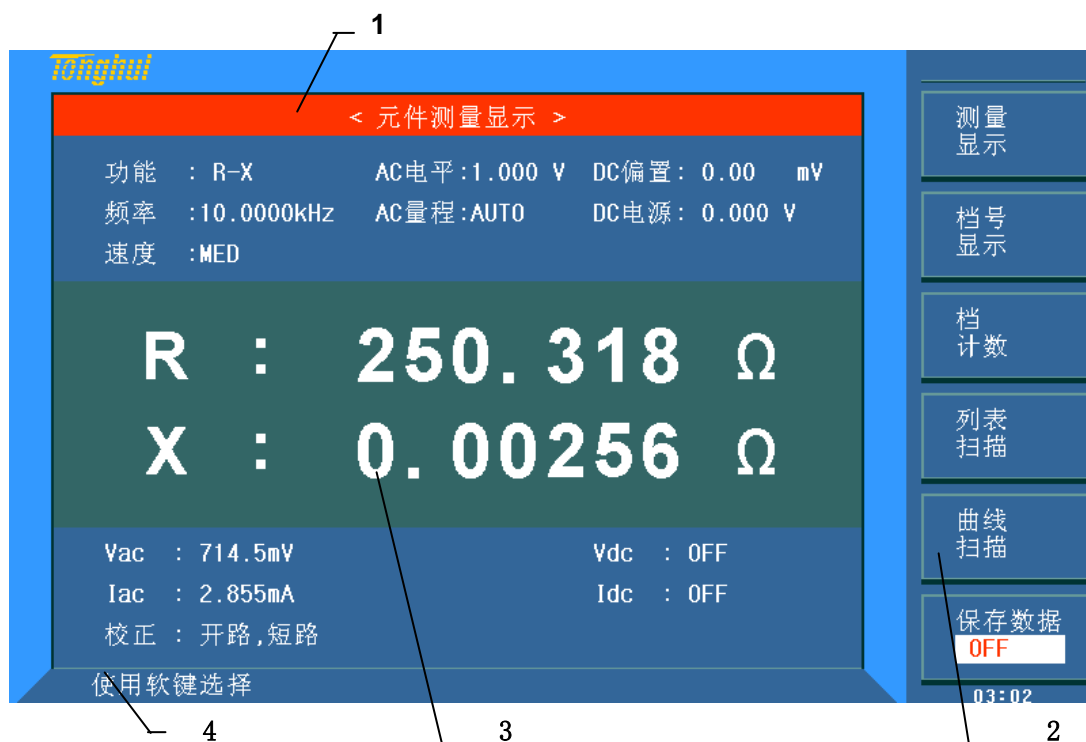 1
Tonghui
< 元件测量显示 >
功能 : R-X AC电平:1.000 V DC偏置: 0.00 mV
频率 :10.0000kHz AC量程:AUTO DC电源: 0.000 V
速度 :MED
R : 250.318 Ω
X : 0.00256 Ω
Vac : 714.5mV Vdc : OFF
Iac : 2.855mA Idc : OFF
校正 : 开路,短路
使用软键选择
测量
显示
档号
显示
档
计数
列表
扫描
曲线
扫描
保存数据
OFF
03:02
4 3 2